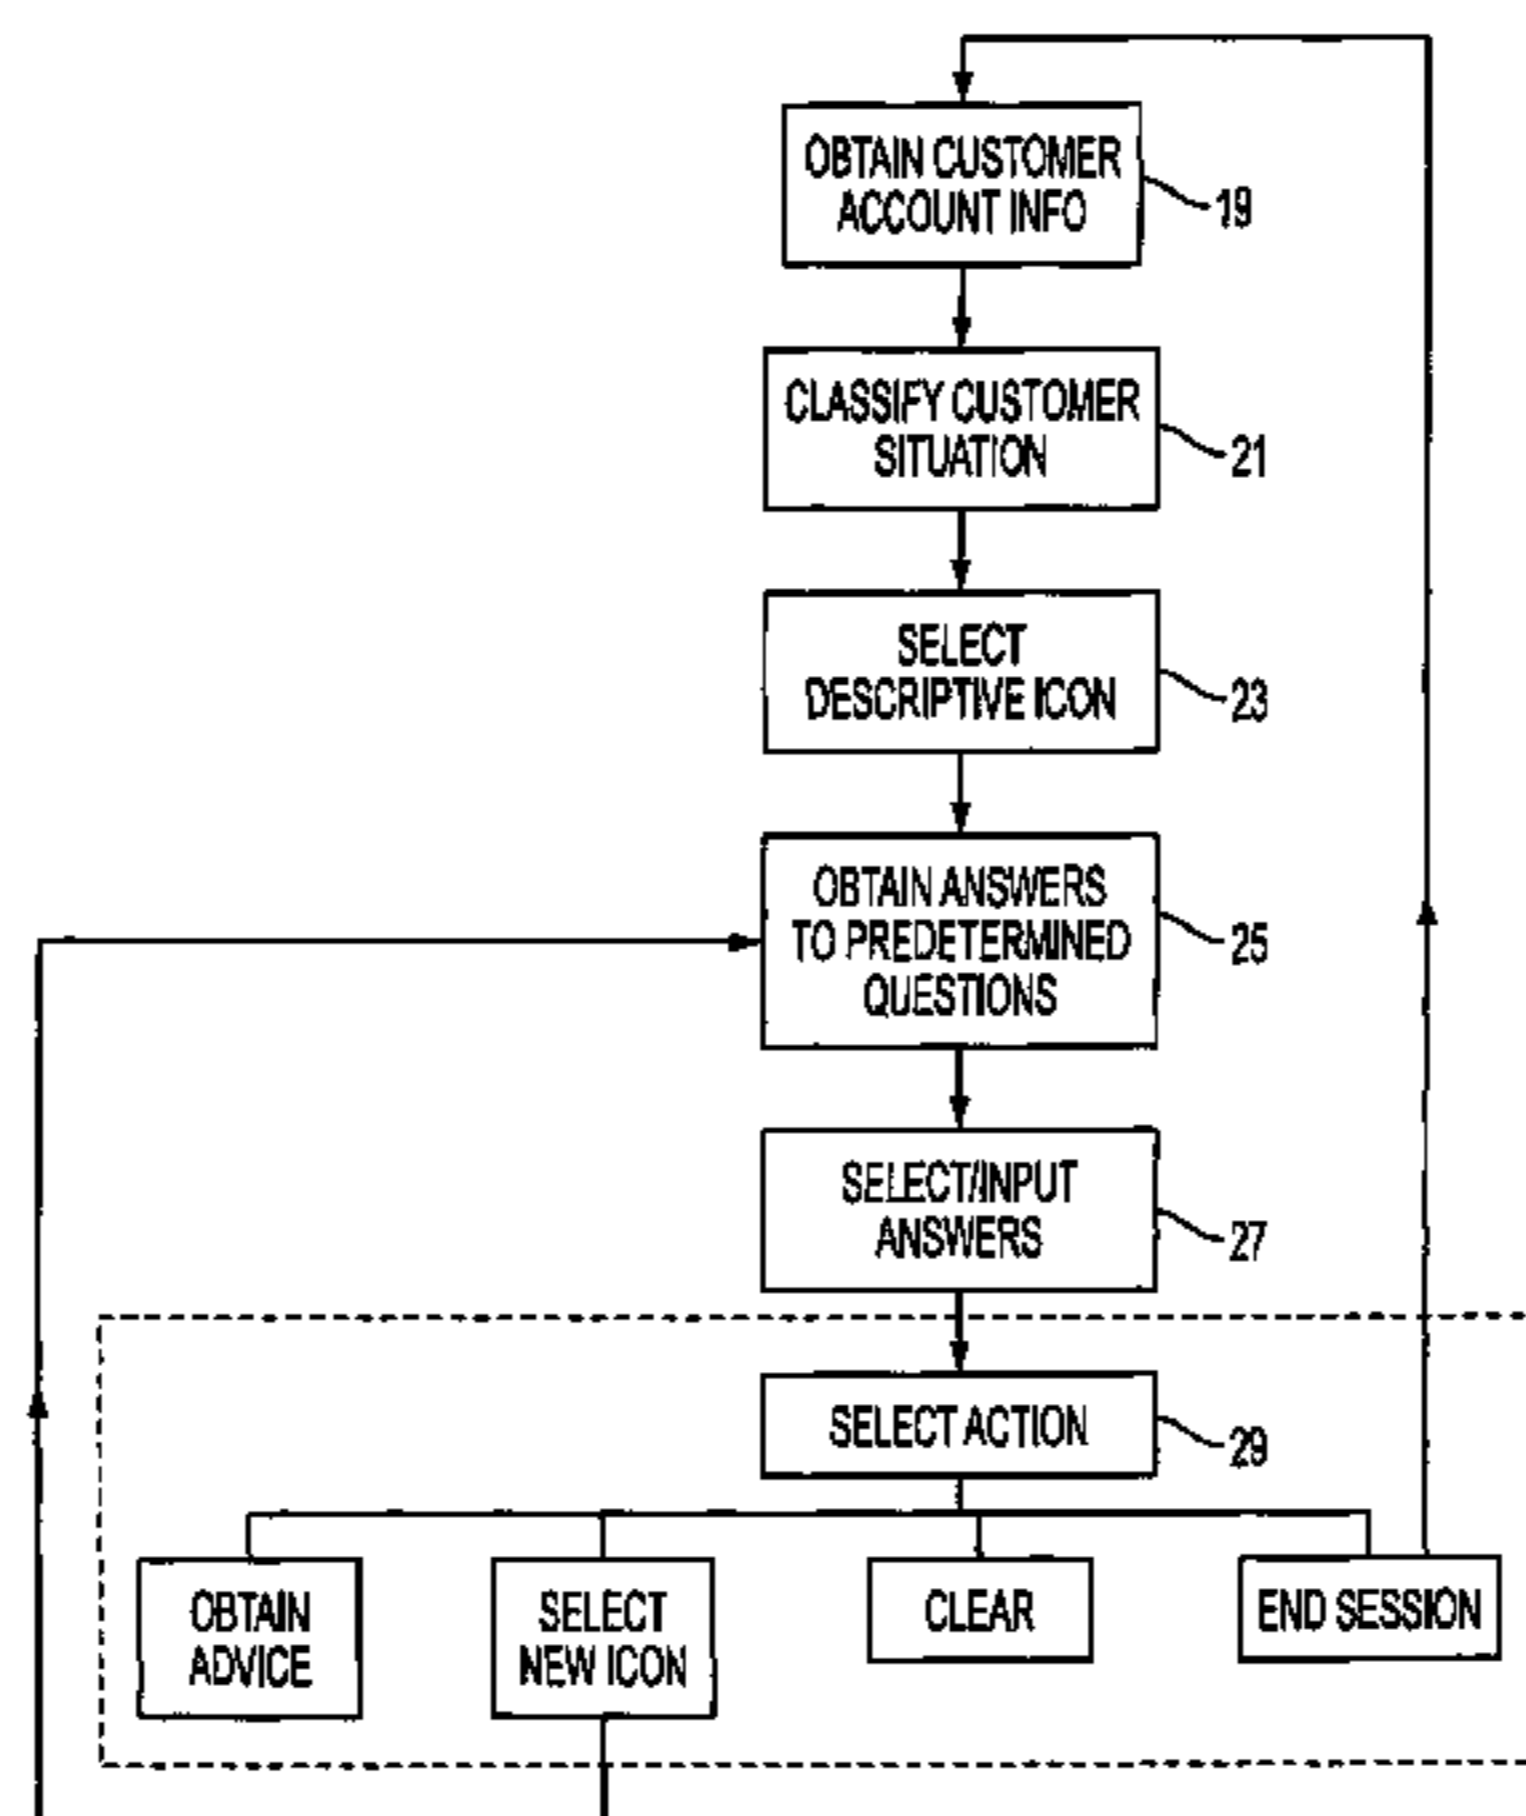 OBTAIN CUSTOMER
ACCOUNT INFO
19
CLASSIFY CUSTOMER
SITUATION
21
SELECT
DESCRIPTIVE ICON
23
OBTAIN ANSWERS
TO PREDETERMINED
QUESTIONS
25
SELECT/INPUT
ANSWERS
27
SELECT ACTION
29
OBTAIN
ADVICE
SELECT
NEW ICON
CLEAR
END SESSION